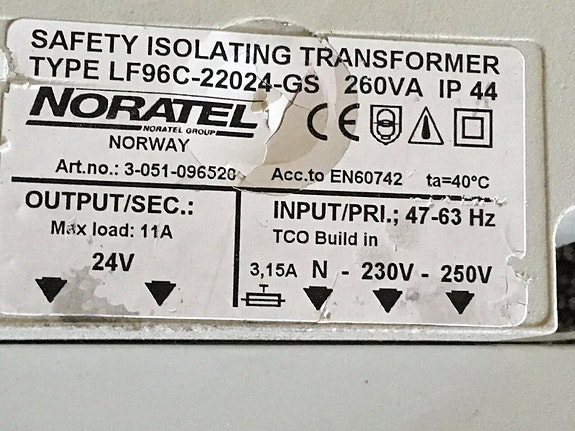 SAFETY ISOLATING TRANSFORMER
TYPE LF96C-22024-GS 260VA IP 44
NORATEL
NORATEL GROUP
NORWAY
Art.no.: 3-051-096520 Acc.to EN60742 ta=40°C
OUTPUT/SEC.:
Max load: 11A
24V
INPUT/PRI.; 47-63 Hz
TCO Build in
3,15A N - 230V - 250V